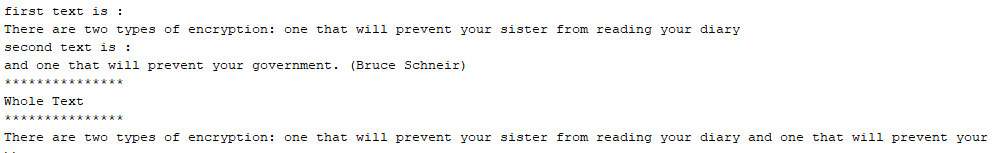 first text is :
There are two types of encryption: one that will prevent your sister from reading your diary
second text is :
and one that will prevent your government. (Bruce Schneir)
***************
Whole Text
***************
There are two types of encryption: one that will prevent your sister from reading your diary and one that will prevent your